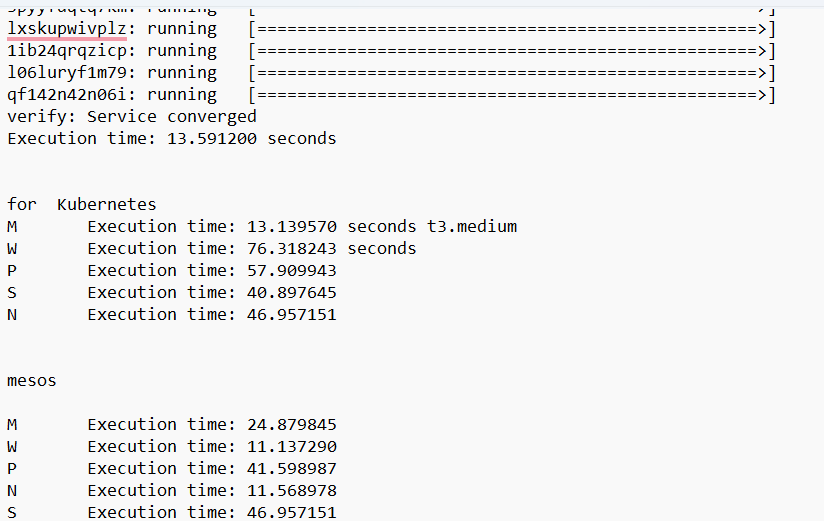 running [==================================================>]
lxskupwivplz: running [==================================================>]
1ib24qrqzicp: running [==================================================>]
l06luryf1m79: running [==================================================>]
qf142n42n06i: running [==================================================>]
verify: Service converged
Execution time: 13.591200 seconds
for Kubernetes
M Execution time: 13.139570 seconds t3.medium
W Execution time: 76.318243 seconds
P Execution time: 57.909943
S Execution time: 40.897645
N Execution time: 46.957151
mesos
M Execution time: 24.879845
W Execution time: 11.137290
P Execution time: 41.598987
N Execution time: 11.568978
S Execution time: 46.957151